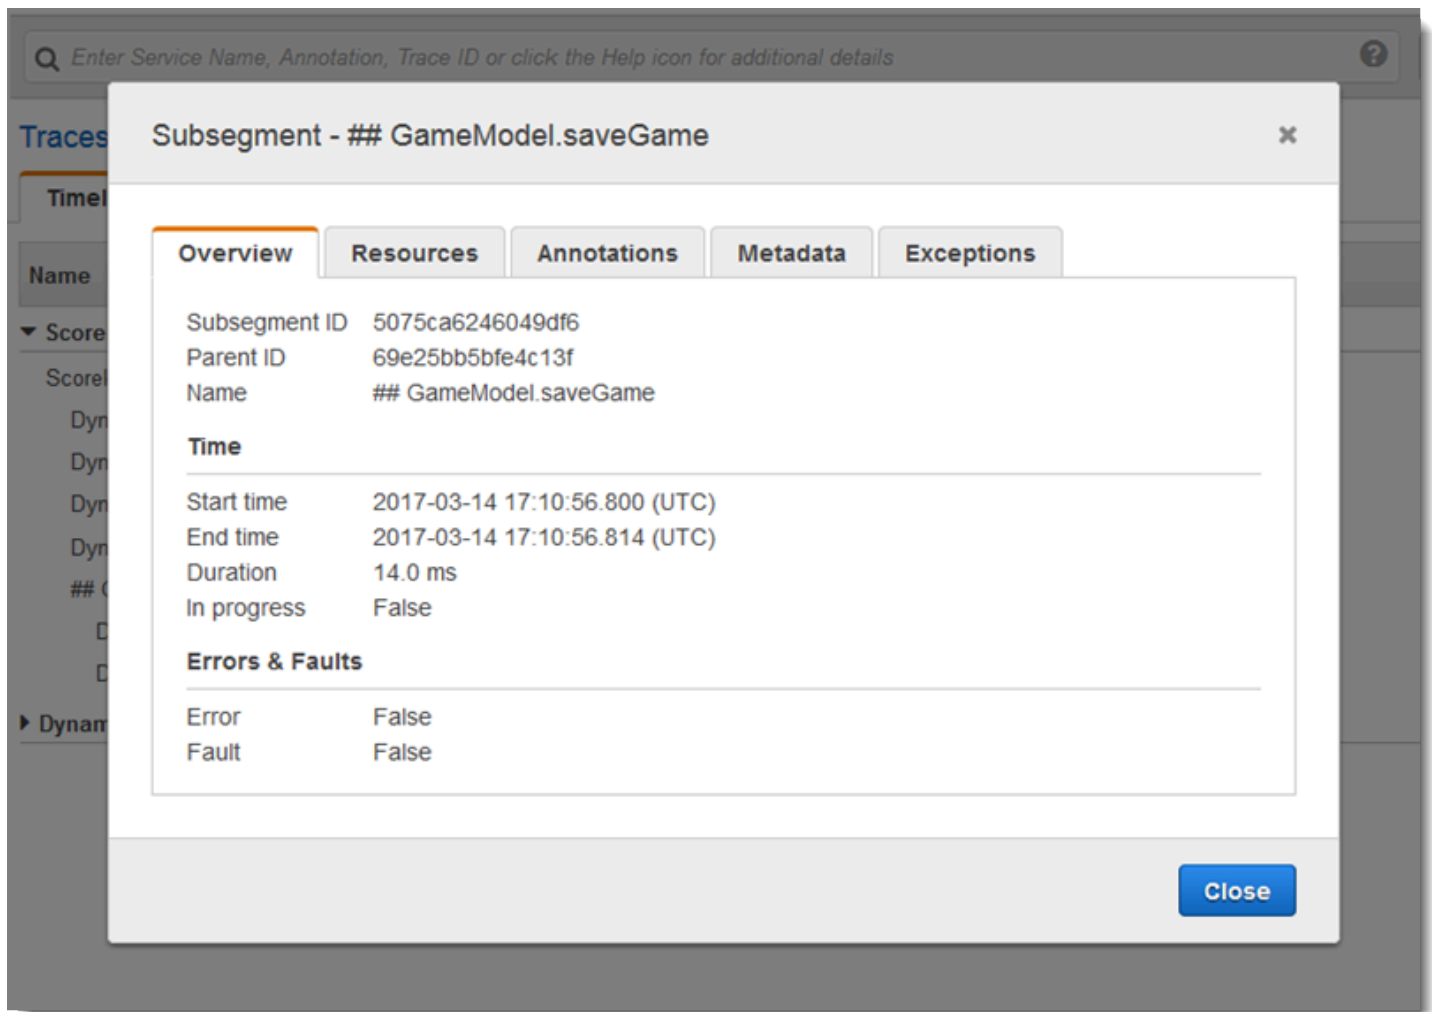 Enter Service Name, Annotation, Trace ID or click the Help icon for additional details
Traces
Subsegment - ## GameModel.saveGame
Overview Resources Annotations Metadata Exceptions
Name
Subsegment ID 5075ca6246049df6
Parent ID 69e25bb5bfe4c13f
Name ## GameModel.saveGame
Time
Start time 2017-03-14 17:10:56.800 (UTC)
End time 2017-03-14 17:10:56.814 (UTC)
Duration 14.0 ms
In progress False
Errors & Faults
Error False
Fault False
Close